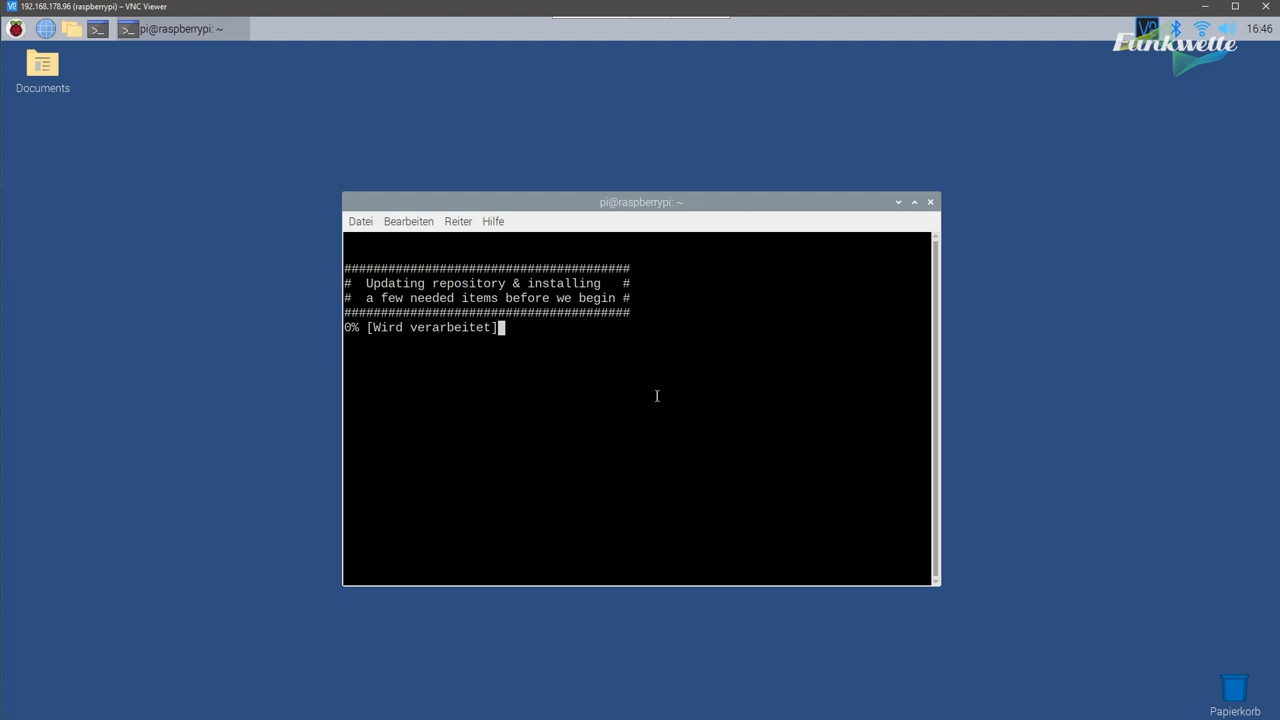 192.168.178.96 (raspberrypi) – VNC Viewer
pi@raspberrypi: ~
16:46
Funkwelle
Documents
pi@raspberrypi: ~
Datei Bearbeiten Reiter Hilfe
#######################################
#  Updating repository & installing   #
#  a few needed items before we begin #
#######################################
0% [Wird verarbeitet]
Papierkorb